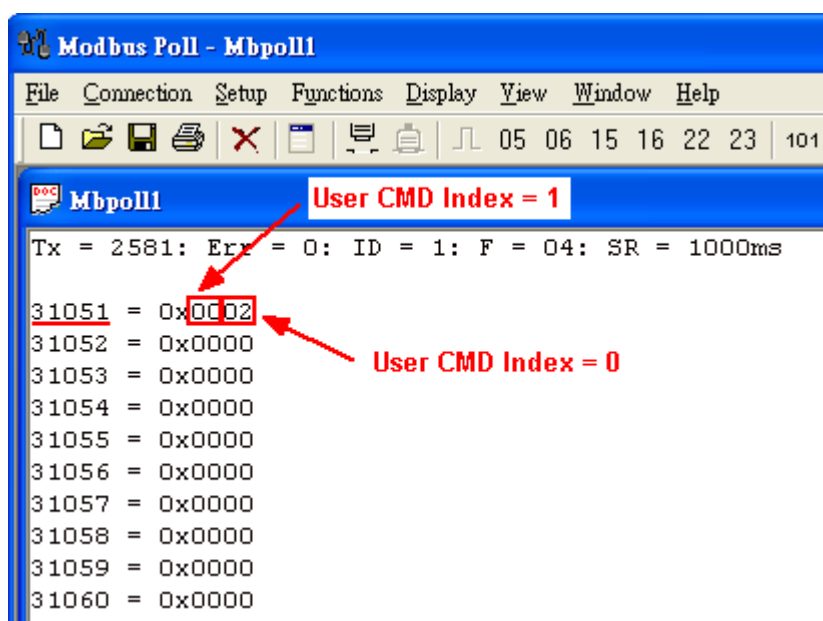 Modbus Poll - Mbpoll1
File Connection Setup Functions Display View Window Help
05 06 15 16 22 23 101
DOC Mbpoll1
User CMD Index = 1
Tx = 2581: Err = 0: ID = 1: F = 04: SR = 1000ms
31051 = 0x0002
31052 = 0x0000
User CMD Index = 0
31053 = 0x0000
31054 = 0x0000
31055 = 0x0000
31056 = 0x0000
31057 = 0x0000
31058 = 0x0000
31059 = 0x0000
31060 = 0x0000